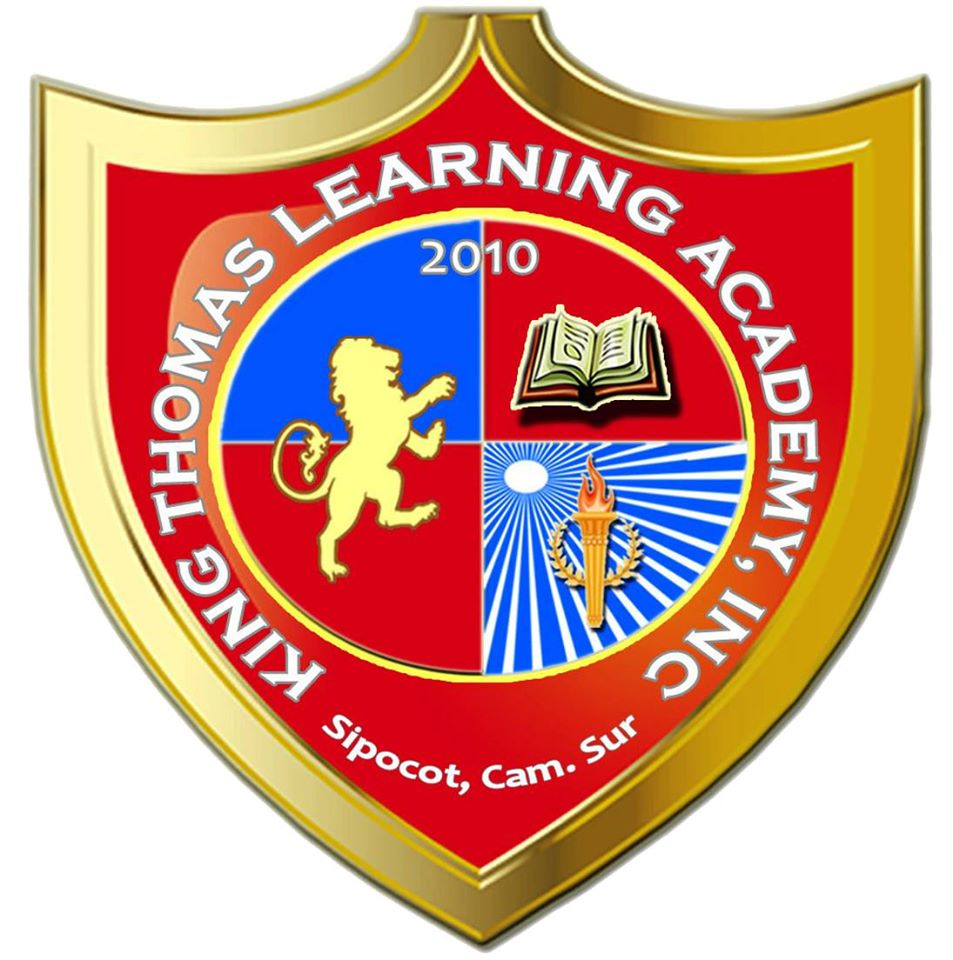 KING THOMAS LEARNING ACADEMY, INC
2010
Sipocot, Cam. Sur